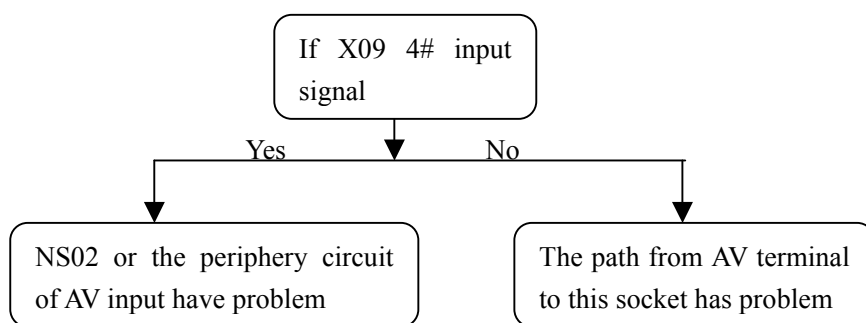 If X09 4# input
signal
Yes
No
NS02 or the periphery circuit
of AV input have problem
The path from AV terminal
to this socket has problem